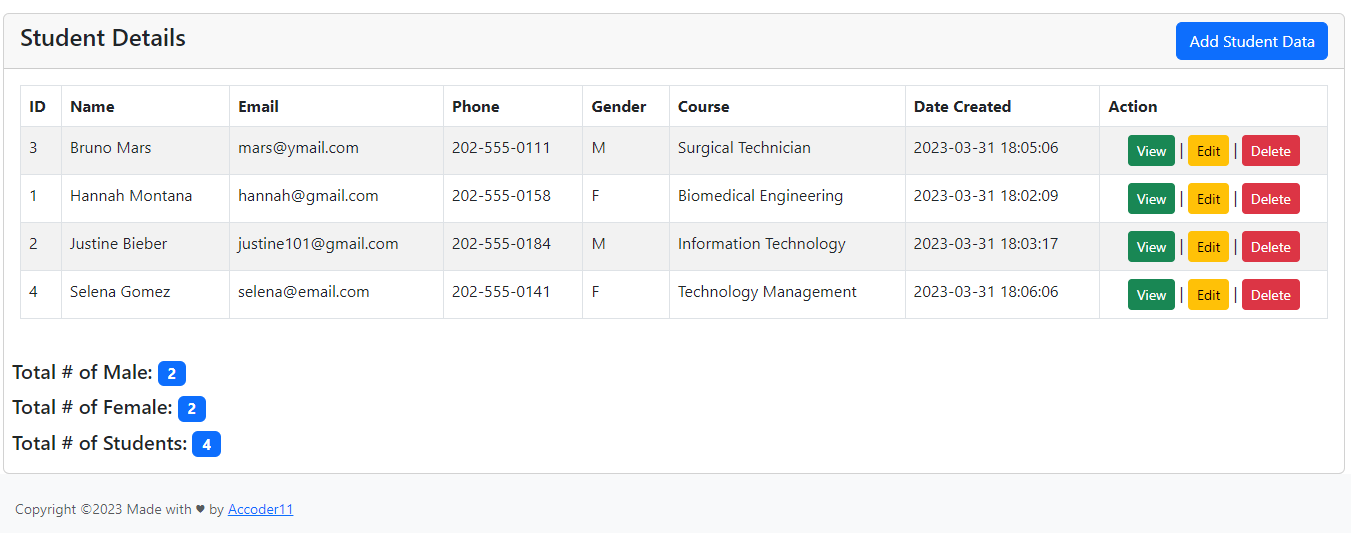 Student Details Add Student Data
ID Name Email Phone Gender Course Date Created Action
3 Bruno Mars mars@ymail.com 202-555-0111 M Surgical Technician 2023-03-31 18:05:06 View | Edit | Delete
1 Hannah Montana hannah@gmail.com 202-555-0158 F Biomedical Engineering 2023-03-31 18:02:09 View | Edit | Delete
2 Justine Bieber justine101@gmail.com 202-555-0184 M Information Technology 2023-03-31 18:03:17 View | Edit | Delete
4 Selena Gomez selena@email.com 202-555-0141 F Technology Management 2023-03-31 18:06:06 View | Edit | Delete
Total # of Male: 2
Total # of Female: 2
Total # of Students: 4
Copyright ©2023 Made with ♥ by Accoder11